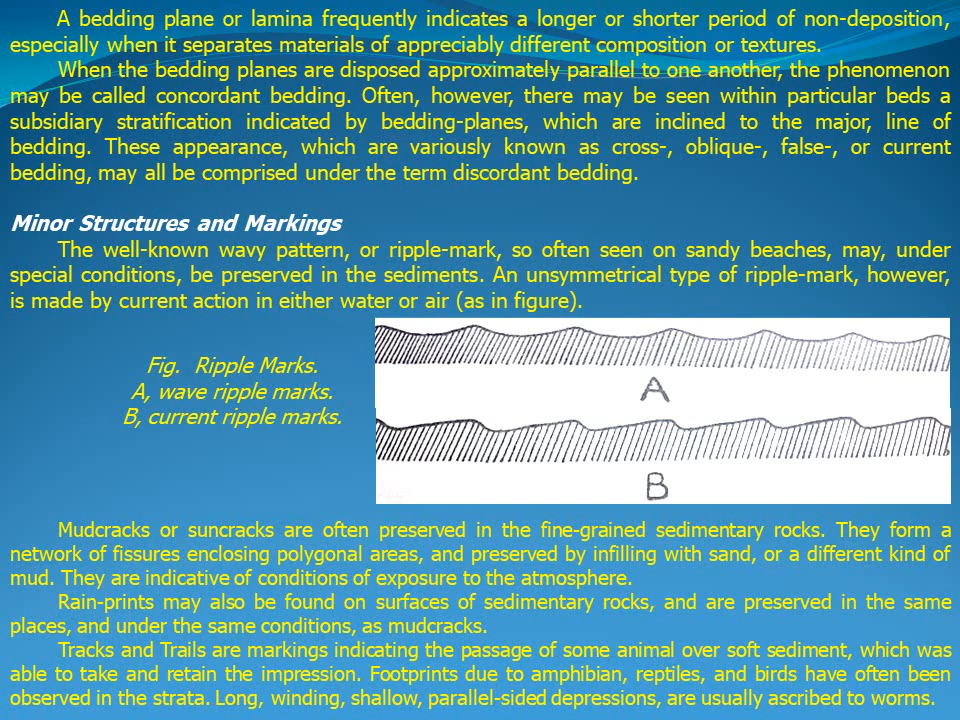 A bedding plane or lamina frequently indicates a longer or shorter period of non-deposition,
especially when it separates materials of appreciably different composition or textures.
When the bedding planes are disposed approximately parallel to one another, the phenomenon
may be called concordant bedding. Often, however, there may be seen within particular beds a
subsidiary stratification indicated by bedding-planes, which are inclined to the major, line of
bedding. These appearance, which are variously known as cross-, oblique-, false-, or current
bedding, may all be comprised under the term discordant bedding.
Minor Structures and Markings
The well-known wavy pattern, or ripple-mark, so often seen on sandy beaches, may, under
special conditions, be preserved in the sediments. An unsymmetrical type of ripple-mark, however,
is made by current action in either water or air (as in figure).
Fig. Ripple Marks.
A, wave ripple marks.
B, current ripple marks.
A
B
Mudcracks or suncracks are often preserved in the fine-grained sedimentary rocks. They form a
network of fissures enclosing polygonal areas, and preserved by infilling with sand, or a different kind of
mud. They are indicative of conditions of exposure to the atmosphere.
Rain-prints may also be found on surfaces of sedimentary rocks, and are preserved in the same
places, and under the same conditions, as mudcracks.
Tracks and Trails are markings indicating the passage of some animal over soft sediment, which was
able to take and retain the impression. Footprints due to amphibian, reptiles, and birds have often been
observed in the strata. Long, winding, shallow, parallel-sided depressions, are usually ascribed to worms.